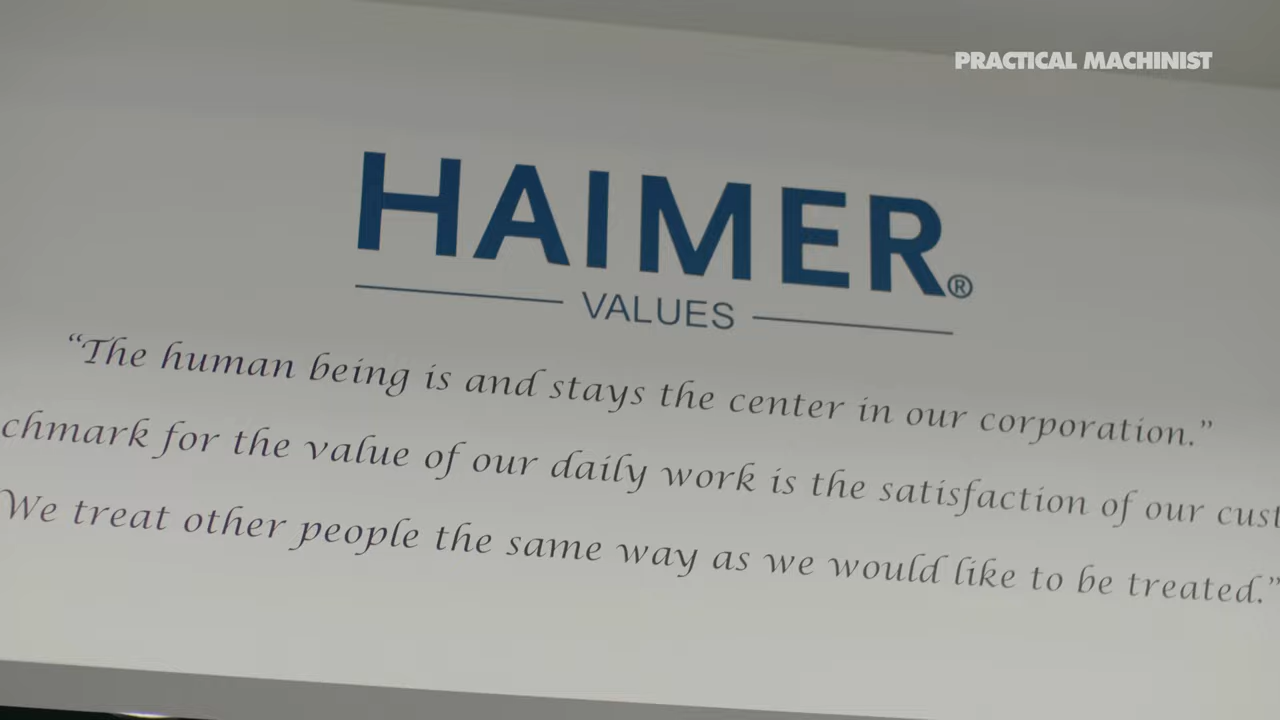 PRACTICAL MACHINIST
HAIMER®
VALUES
“The human being is and stays the center in our corporation.”
for the value of our daily work is the satisfaction of our
We treat other people the same way as we would like to be treated.”